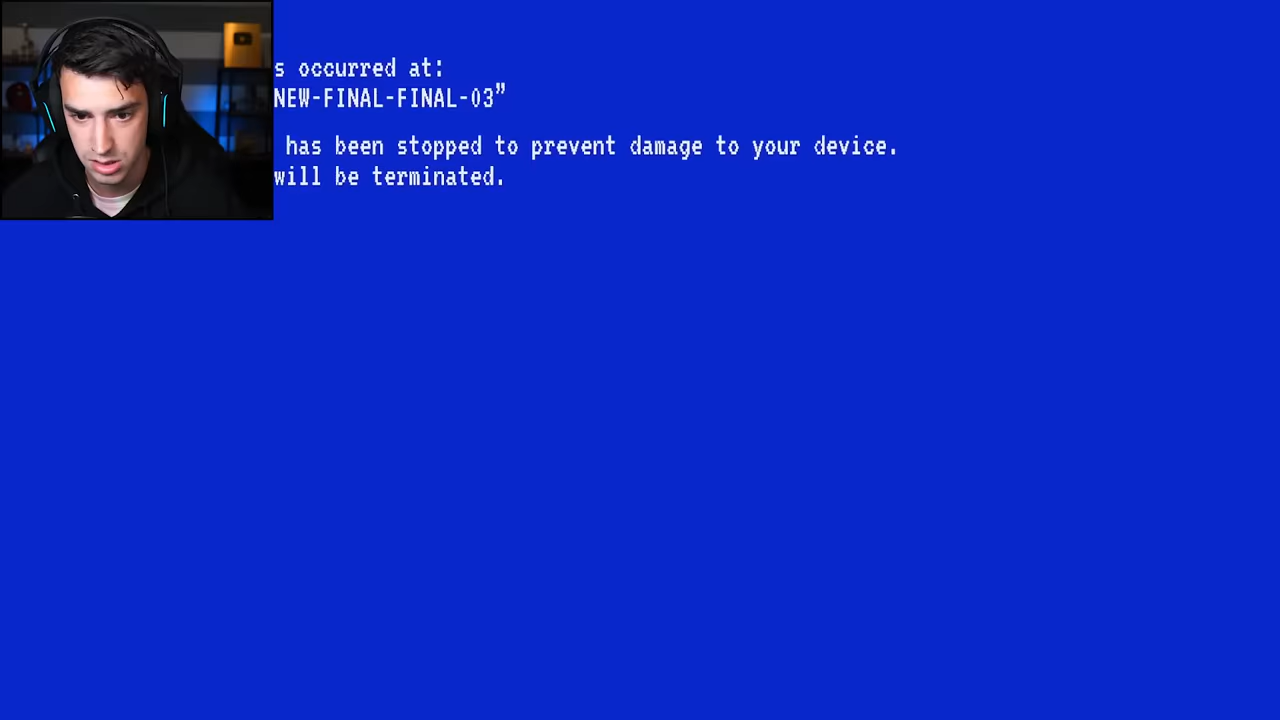 s occurred at:
NEW-FINAL-FINAL-03”
has been stopped to prevent damage to your device.
will be terminated.